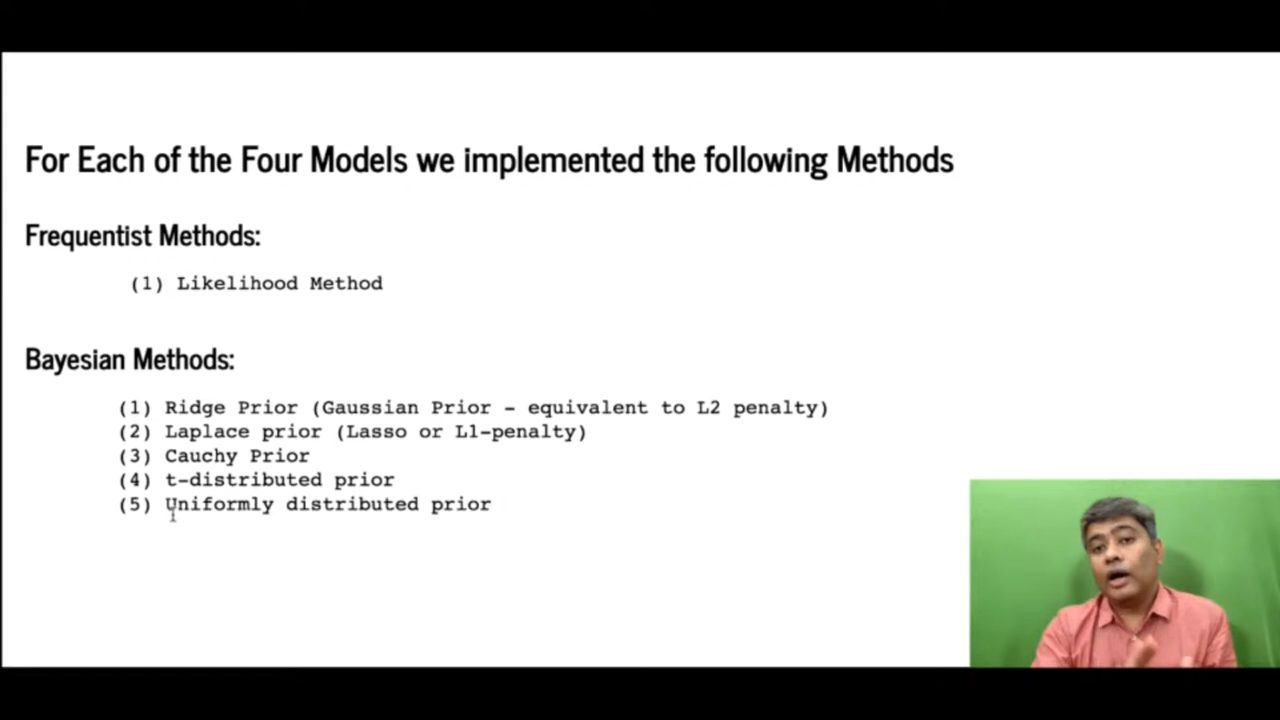 For Each of the Four Models we implemented the following Methods
Frequentist Methods:
(1) Likelihood Method
Bayesian Methods:
(1) Ridge Prior (Gaussian Prior - equivalent to L2 penalty)
(2) Laplace prior (Lasso or L1-penalty)
(3) Cauchy Prior
(4) t-distributed prior
(5) Uniformly distributed prior